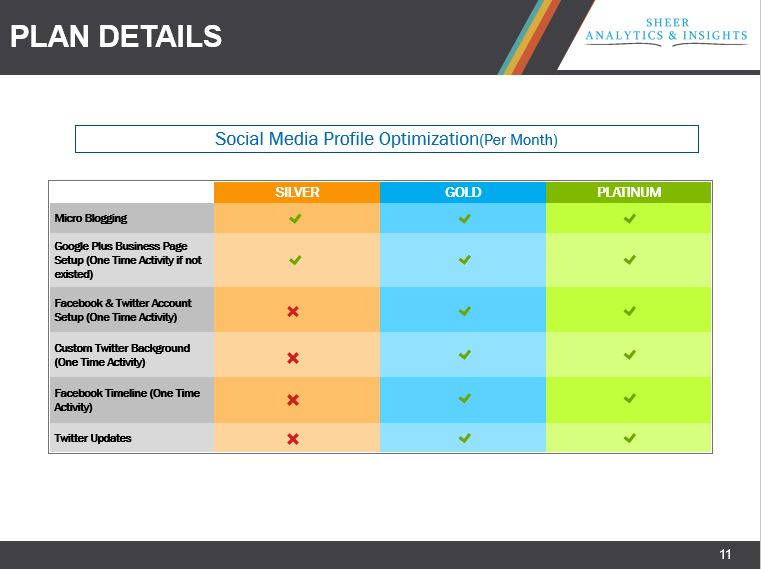 PLAN DETAILS
SHEER
ANALYTICS & INSIGHTS
Social Media Profile Optimization(Per Month)
SILVER GOLD PLATINUM
Micro Blogging
Google Plus Business Page
Setup (One Time Activity if not
existed)
Facebook & Twitter Account
Setup (One Time Activity)
Custom Twitter Background
(One Time Activity)
Facebook Timeline (One Time
Activity)
Twitter Updates
11